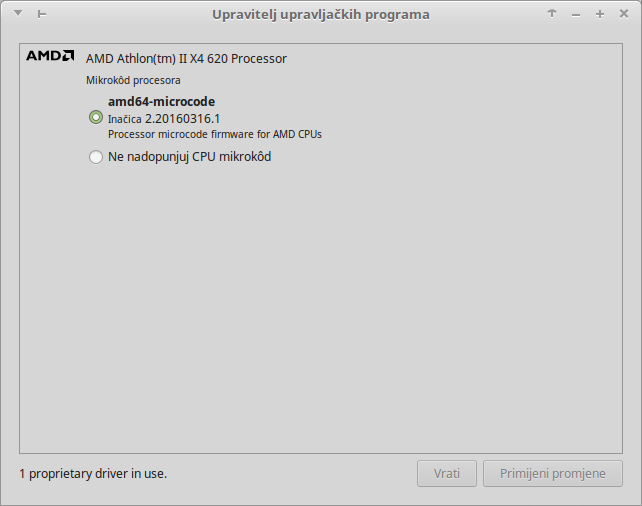 Upravitelj upravljačkih programa
AMD AMD Athlon(tm) II X4 620 Processor
Mikrokôd procesora
amd64-microcode
Inačica 2.20160316.1
Processor microcode firmware for AMD CPUs
Ne nadopunjuj CPU mikrokôd
1 proprietary driver in use.
Vrati
Primijeni promjene